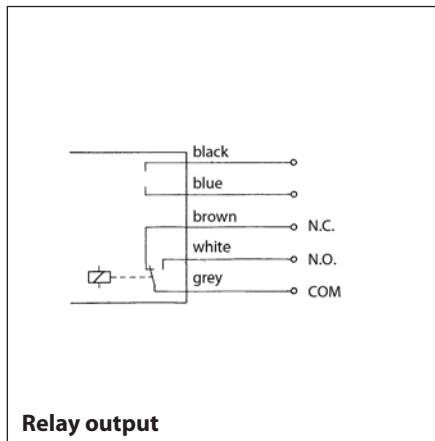 black
blue
brown
N.C.
white
N.O.
grey
COM
Relay output